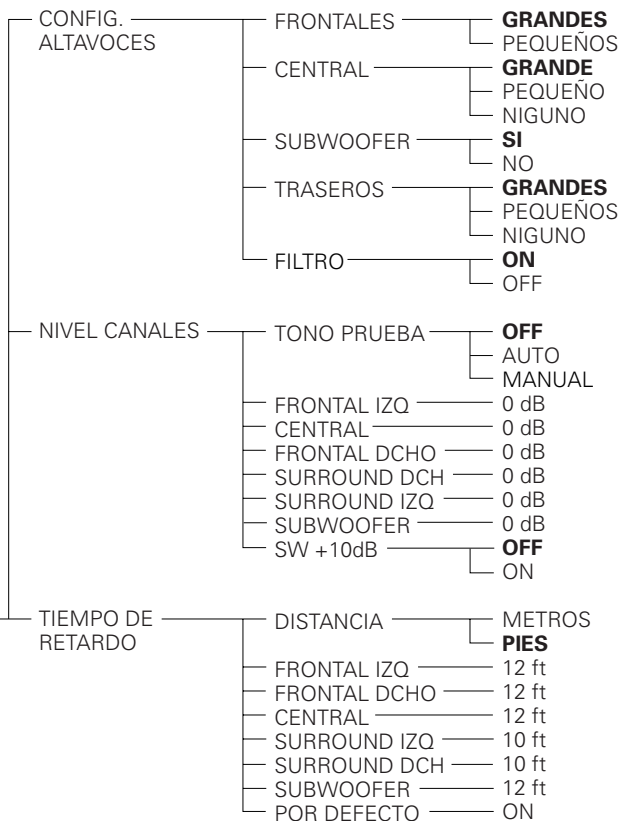 CONFIG. FRONTALES GRANDES
ALTAVOCES PEQUEÑOS
CENTRAL GRANDE
PEQUEÑO
NIGUNO
SUBWOOFER SI
NO
TRASEROS GRANDES
PEQUEÑOS
NIGUNO
FILTRO ON
OFF
NIVEL CANALES TONO PRUEBA OFF
AUTO
MANUAL
FRONTAL IZQ 0 dB
CENTRAL 0 dB
FRONTAL DCHO 0 dB
SURROUND DCH 0 dB
SURROUND IZQ 0 dB
SUBWOOFER 0 dB
SW +10dB OFF
ON
TIEMPO DE DISTANCIA METROS
RETARDO PIES
FRONTAL IZQ 12 ft
FRONTAL DCHO 12 ft
CENTRAL 12 ft
SURROUND IZQ 10 ft
SURROUND DCH 10 ft
SUBWOOFER 12 ft
POR DEFECTO ON